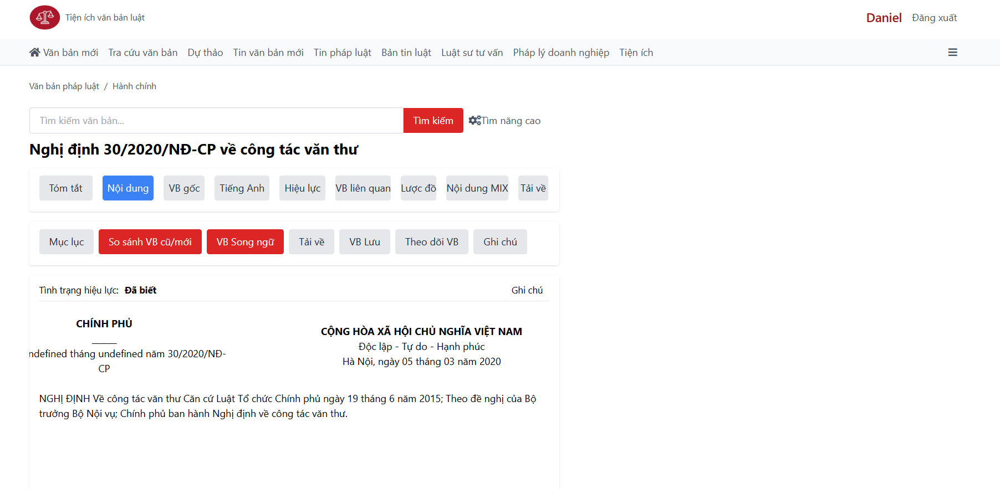 Tiện ích văn bản luật
Daniel Đăng xuất
Văn bản mới Tra cứu văn bản Dự thảo Tin văn bản mới Tin pháp luật Bản tin luật Luật sư tư vấn Pháp lý doanh nghiệp Tiện ích
Văn bản pháp luật / Hành chính
Tìm kiếm văn bản... Tìm kiếm Tìm năng cao
Nghị định 30/2020/NĐ-CP về công tác văn thư
Tóm tắt Nội dung VB gốc Tiếng Anh Hiệu lực VB liên quan Lược đồ Nội dung MIX Tải về
Mục lục So sánh VB cũ/mới VB Song ngữ Tải về VB Lưu Theo dõi VB Ghi chú
Tình trạng hiệu lực: Đã biết Ghi chú
CHÍNH PHỦ
ndefined tháng undefined năm 30/2020/NĐ-
CP
CỘNG HÒA XÃ HỘI CHỦ NGHĨA VIỆT NAM
Độc lập - Tự do - Hạnh phúc
Hà Nội, ngày 05 tháng 03 năm 2020
NGHỊ ĐỊNH Về công tác văn thư Căn cứ Luật Tổ chức Chính phủ ngày 19 tháng 6 năm 2015; Theo đề nghị của Bộ
trưởng Bộ Nội vụ; Chính phủ ban hành Nghị định về công tác văn thư.